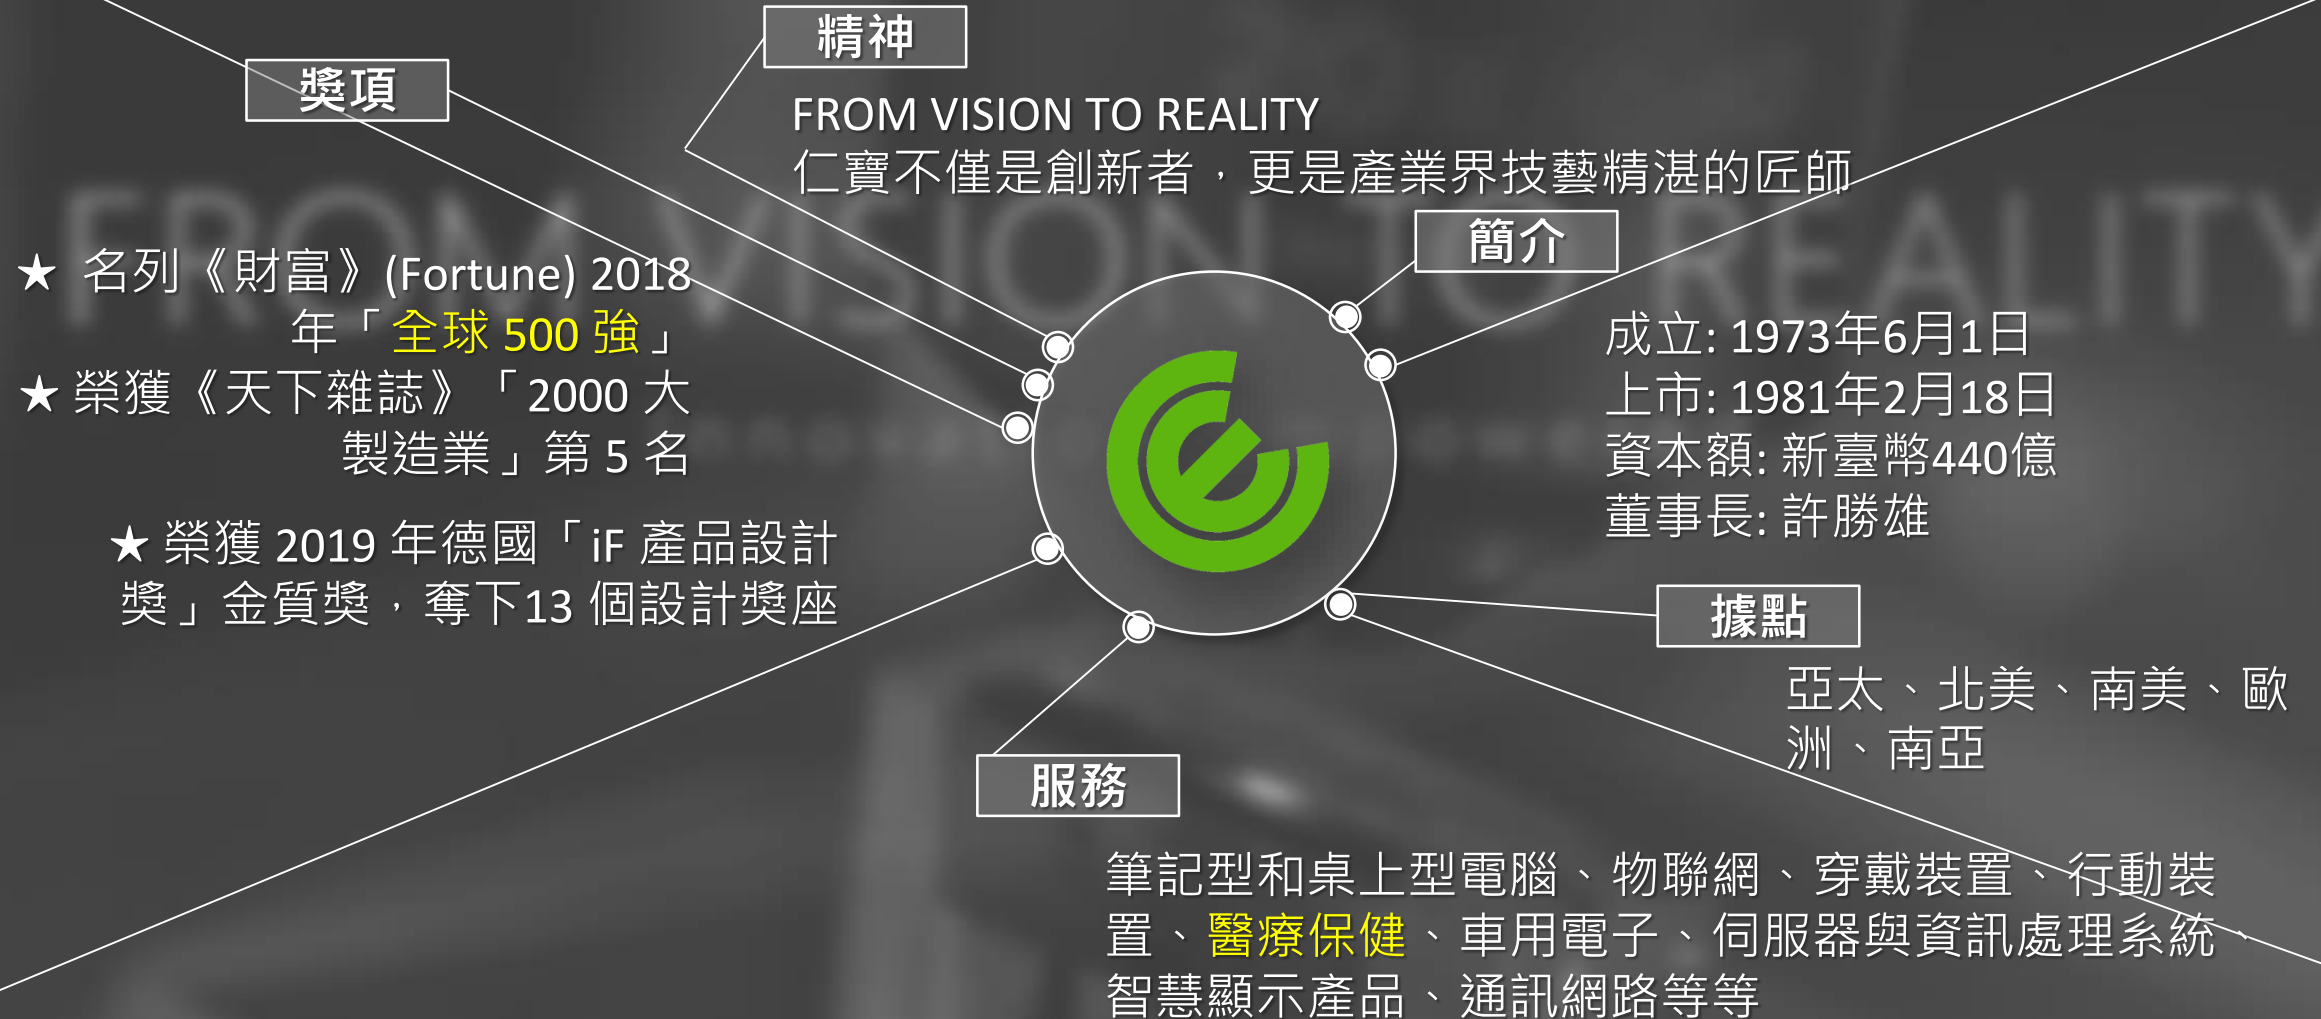 精神
獎項
FROM VISION TO REALITY
仁寶不僅是創新者，更是產業界技藝精湛的匠師
FROM VISION TO REALITY
簡介
★ 名列《財富》(Fortune) 2018
年「全球 500 強」
★ 榮獲《天下雜誌》「2000 大
製造業」第 5 名
★ 榮獲 2019 年德國「iF 產品設計
獎」金質獎，奪下13 個設計獎座
成立: 1973年6月1日
上市: 1981年2月18日
資本額: 新臺幣440億
董事長: 許勝雄
據點
亞太、北美、南美、歐
洲、南亞
服務
筆記型和桌上型電腦、物聯網、穿戴裝置、行動裝
置、醫療保健、車用電子、伺服器與資訊處理系統、
智慧顯示產品、通訊網路等等